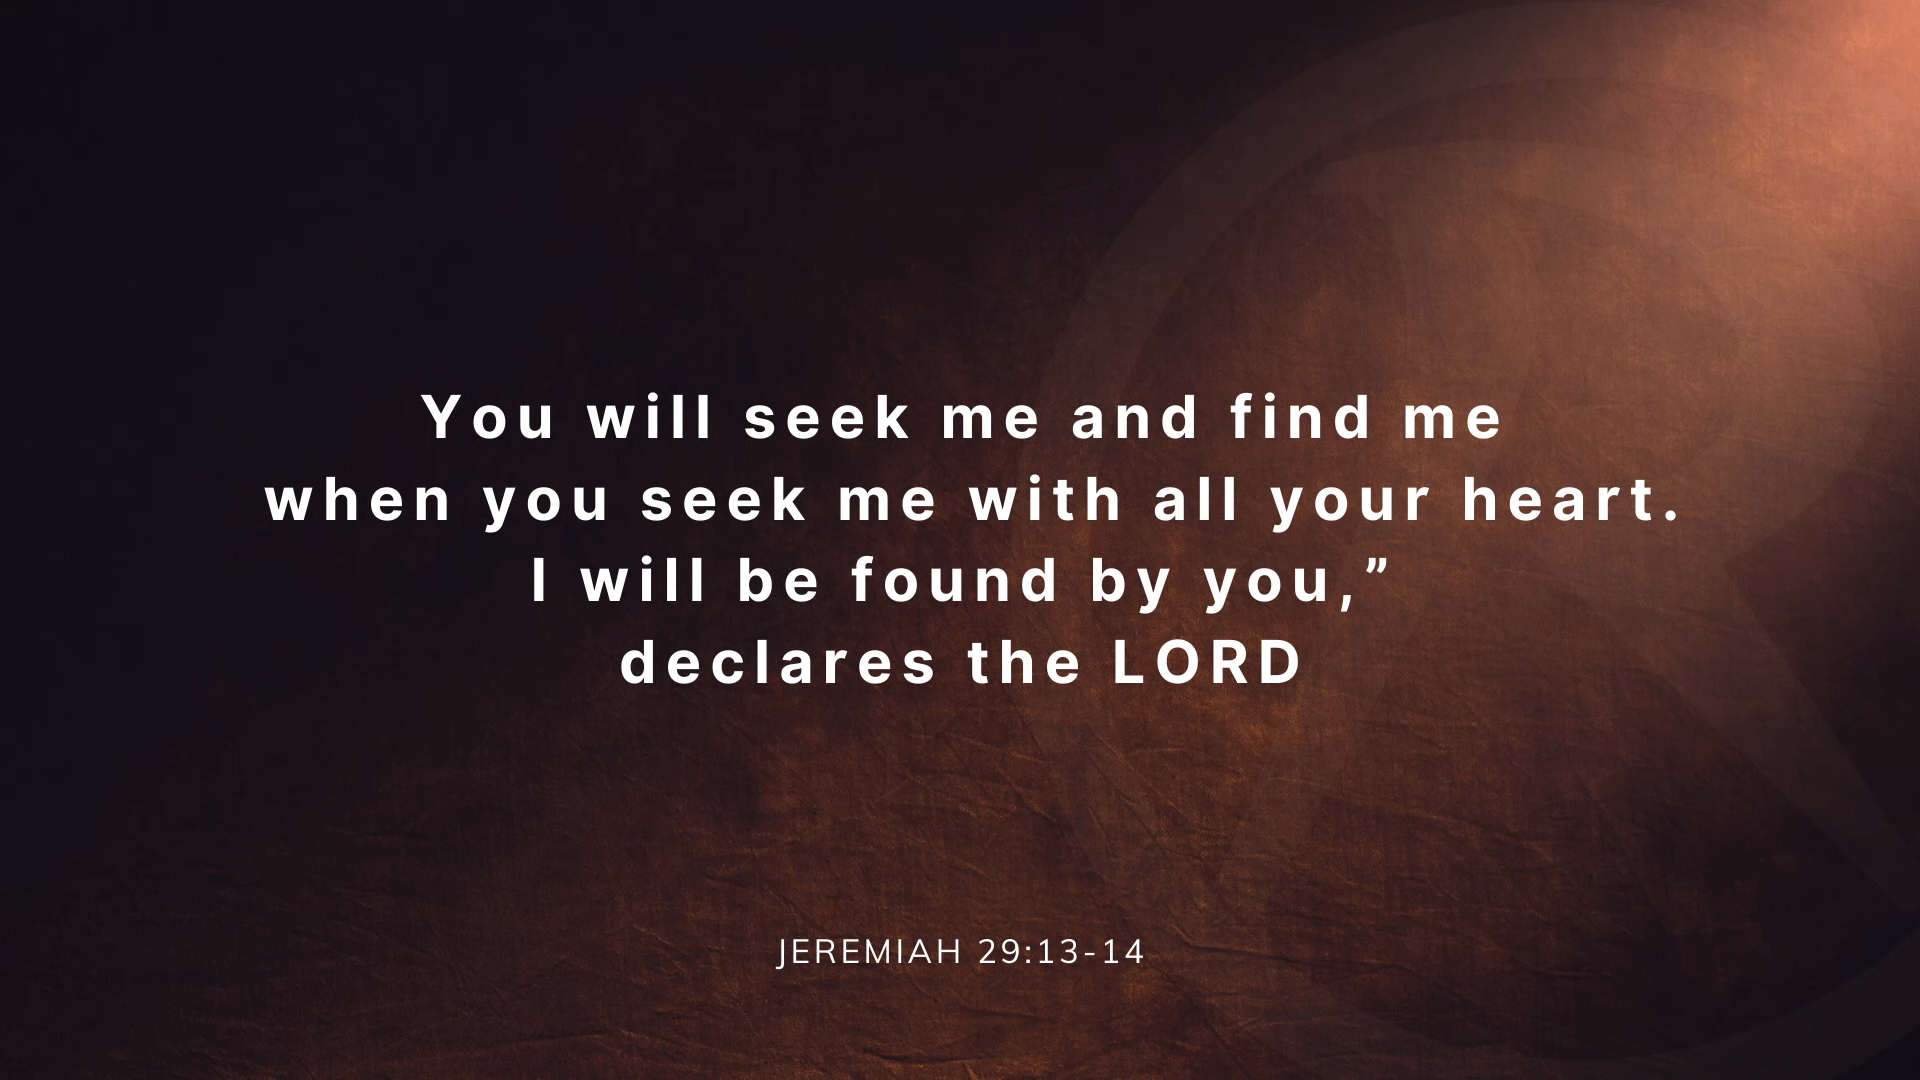 You will seek me and find me
when you seek me with all your heart.
I will be found by you,”
declares the LORD
JEREMIAH 29:13-14